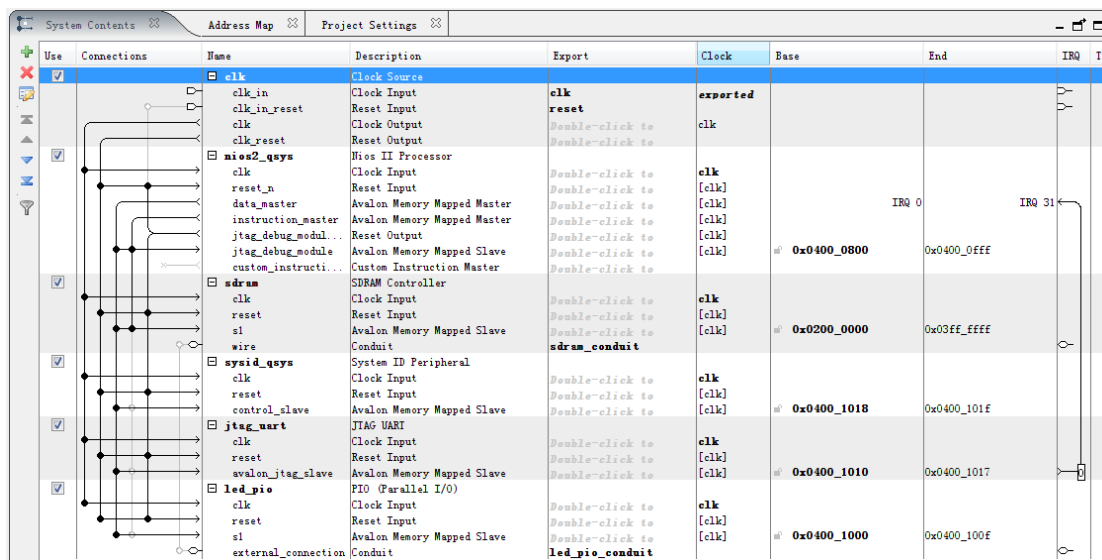 System Contents Address Map Project Settings
Use Connections Name Description Export Clock Base End IRQ
clk Clock Source
clk_in Clock Input clk exported
clk_in_reset Reset Input reset
clk Clock Output Double-click to clk
clk_reset Reset Output Double-click to
nios2_qsys Nios II Processor
clk Clock Input Double-click to clk
reset_n Reset Input Double-click to [clk]
data_master Avalon Memory Mapped Master Double-click to [clk] IRQ 0 IRQ 31
instruction_master Avalon Memory Mapped Master Double-click to [clk]
jtag_debug_modul... Reset Output Double-click to [clk]
jtag_debug_module Avalon Memory Mapped Slave Double-click to [clk] 0x0400_0800 0x0400_0fff
custom_instructi... Custom Instruction Master Double-click to
sdram SDRAM Controller
clk Clock Input Double-click to clk
reset Reset Input Double-click to [clk]
s1 Avalon Memory Mapped Slave Double-click to [clk] 0x0200_0000 0x03ff_ffff
wire Conduit sdram_conduit
sysid_qsys System ID Peripheral
clk Clock Input Double-click to clk
reset Reset Input Double-click to [clk]
control_slave Avalon Memory Mapped Slave Double-click to [clk] 0x0400_1018 0x0400_101f
jtag_uart JTAG UART
clk Clock Input Double-click to clk
reset Reset Input Double-click to [clk]
avalon_jtag_slave Avalon Memory Mapped Slave Double-click to [clk] 0x0400_1010 0x0400_1017 0
led_pio PIO (Parallel I/O)
clk Clock Input Double-click to clk
reset Reset Input Double-click to [clk]
s1 Avalon Memory Mapped Slave Double-click to [clk] 0x0400_1000 0x0400_100f
external_connection Conduit led_pio_conduit